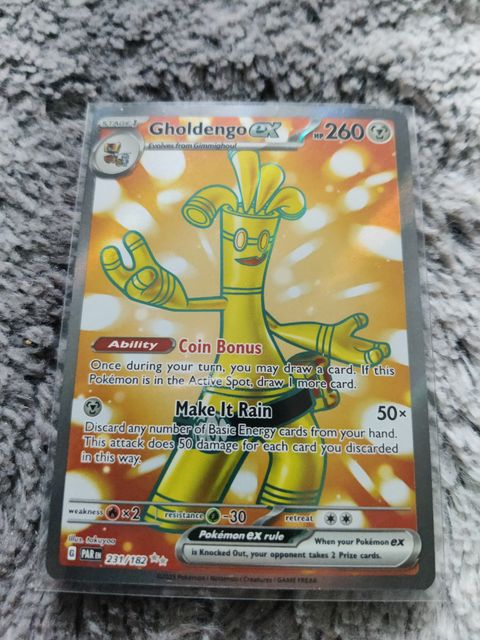 STAGE 1 Gholdengo ex HP 260
Evolves from Gimmighoul
Ability Coin Bonus
Once during your turn, you may draw a card. If this
Pokémon is in the Active Spot, draw 1 more card.
Make It Rain 50×
Discard any number of Basic Energy cards from your hand.
This attack does 50 damage for each card you discarded
in this way.
weakness ×2 resistance -30 retreat
Pokémon ex rule When your Pokémon ex
is Knocked Out, your opponent takes 2 Prize cards.
Illus. takuyoa
G PAR EN 231/182
©2023 Pokémon / Nintendo / Creatures / GAME FREAK